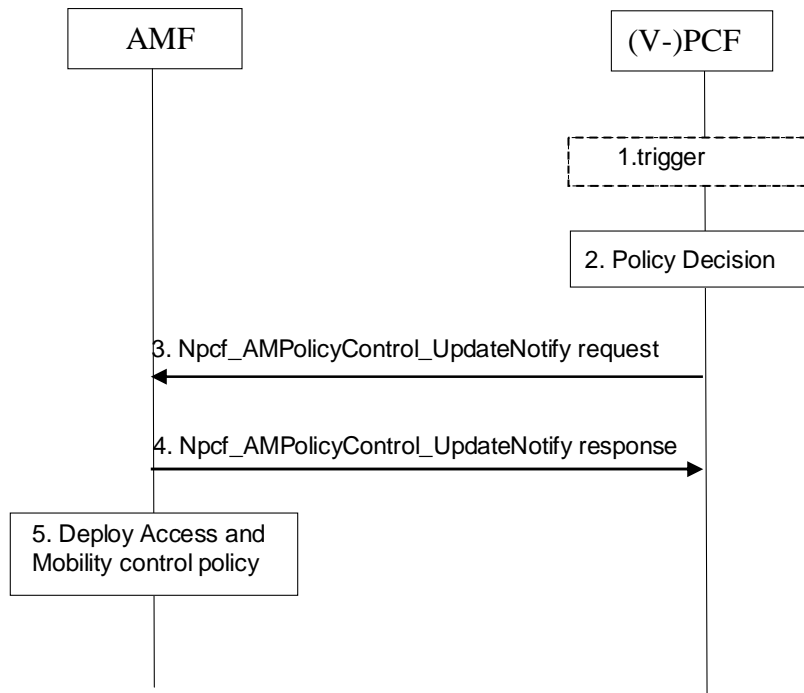 AMF
(V-)PCF
1.trigger
2. Policy Decision
3. Npcf_AMPolicyControl_UpdateNotify request
4. Npcf_AMPolicyControl_UpdateNotify response
5. Deploy Access and
Mobility control policy